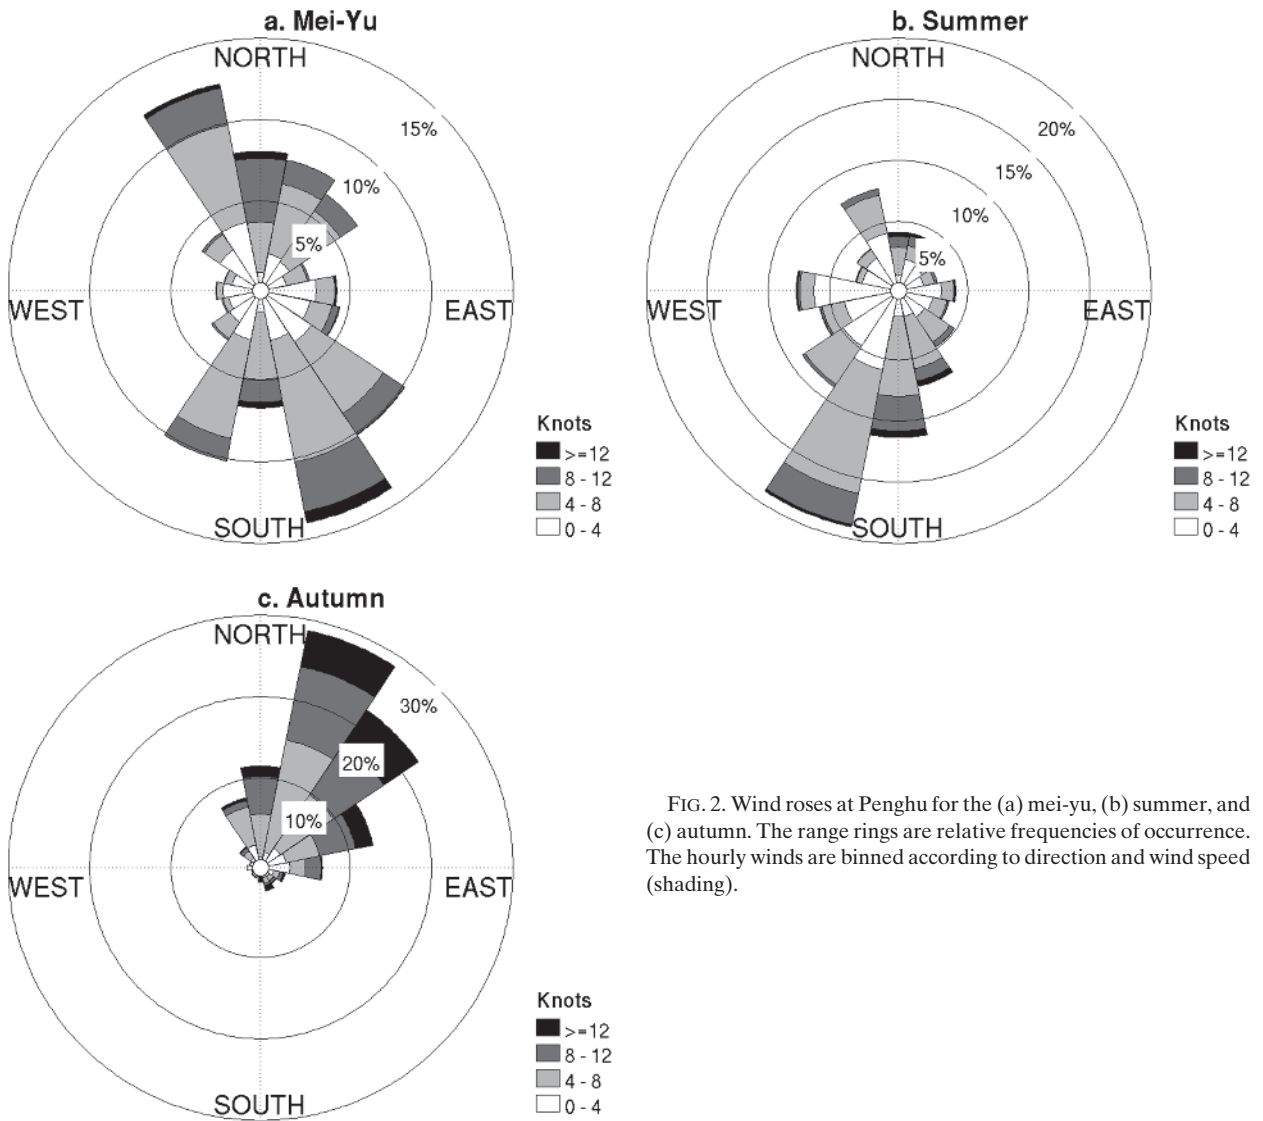 a. Mei-Yu
NORTH
15%
10%
5%
WEST
EAST
SOUTH
Knots
>=12
8 - 12
4 - 8
0 - 4
b. Summer
NORTH
20%
15%
10%
5%
WEST
EAST
SOUTH
Knots
>=12
8 - 12
4 - 8
0 - 4
c. Autumn
NORTH
30%
20%
10%
WEST
EAST
SOUTH
Knots
>=12
8 - 12
4 - 8
0 - 4
FIG. 2. Wind roses at Penghu for the (a) mei-yu, (b) summer, and
(c) autumn. The range rings are relative frequencies of occurrence.
The hourly winds are binned according to direction and wind speed
(shading).